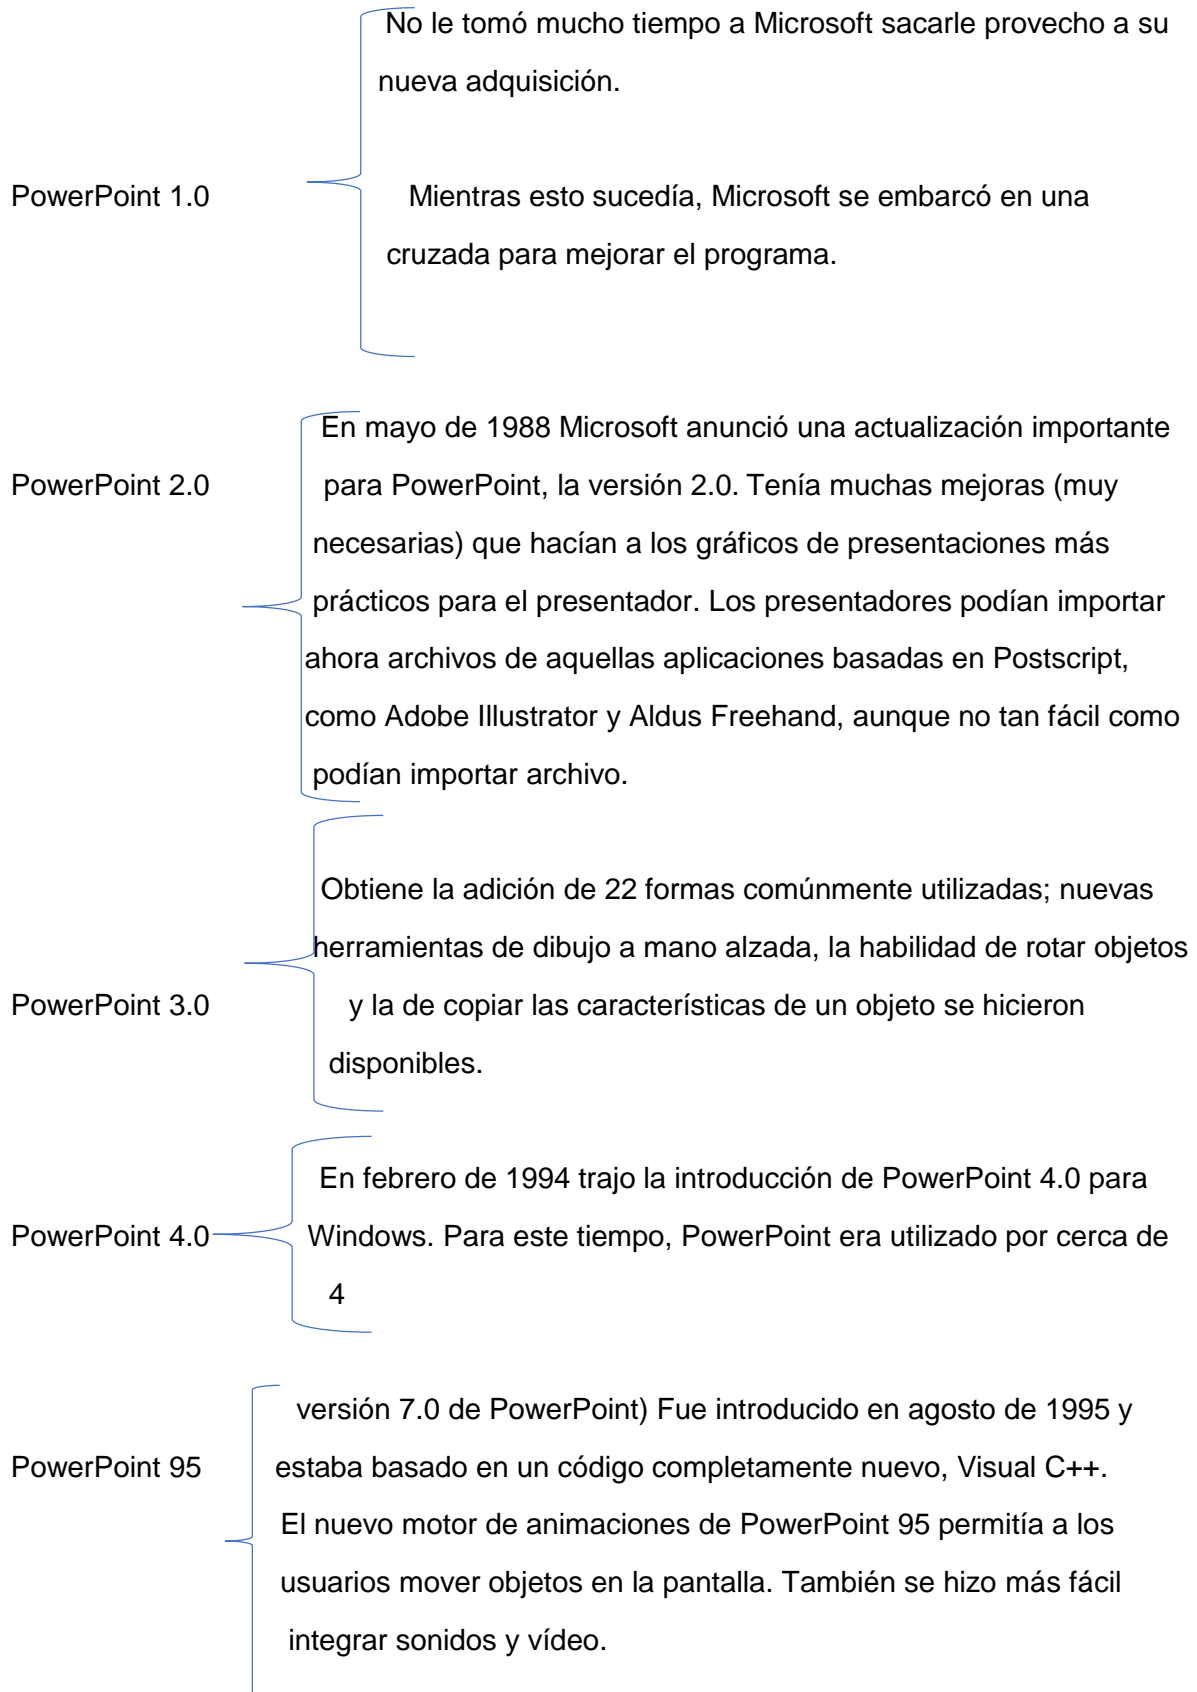 No le tomó mucho tiempo a Microsoft sacarle provecho a su
nueva adquisición.
PowerPoint 1.0 Mientras esto sucedía, Microsoft se embarcó en una
cruzada para mejorar el programa.
En mayo de 1988 Microsoft anunció una actualización importante
PowerPoint 2.0 para PowerPoint, la versión 2.0. Tenía muchas mejoras (muy
necesarias) que hacían a los gráficos de presentaciones más
prácticos para el presentador. Los presentadores podían importar
ahora archivos de aquellas aplicaciones basadas en Postscript,
como Adobe Illustrator y Aldus Freehand, aunque no tan fácil como
podían importar archivo.
Obtiene la adición de 22 formas comúnmente utilizadas; nuevas
herramientas de dibujo a mano alzada, la habilidad de rotar objetos
PowerPoint 3.0 y la de copiar las características de un objeto se hicieron
disponibles.
En febrero de 1994 trajo la introducción de PowerPoint 4.0 para
PowerPoint 4.0 Windows. Para este tiempo, PowerPoint era utilizado por cerca de
4
versión 7.0 de PowerPoint) Fue introducido en agosto de 1995 y
PowerPoint 95 estaba basado en un código completamente nuevo, Visual C++.
El nuevo motor de animaciones de PowerPoint 95 permitía a los
usuarios mover objetos en la pantalla. También se hizo más fácil
integrar sonidos y vídeo.